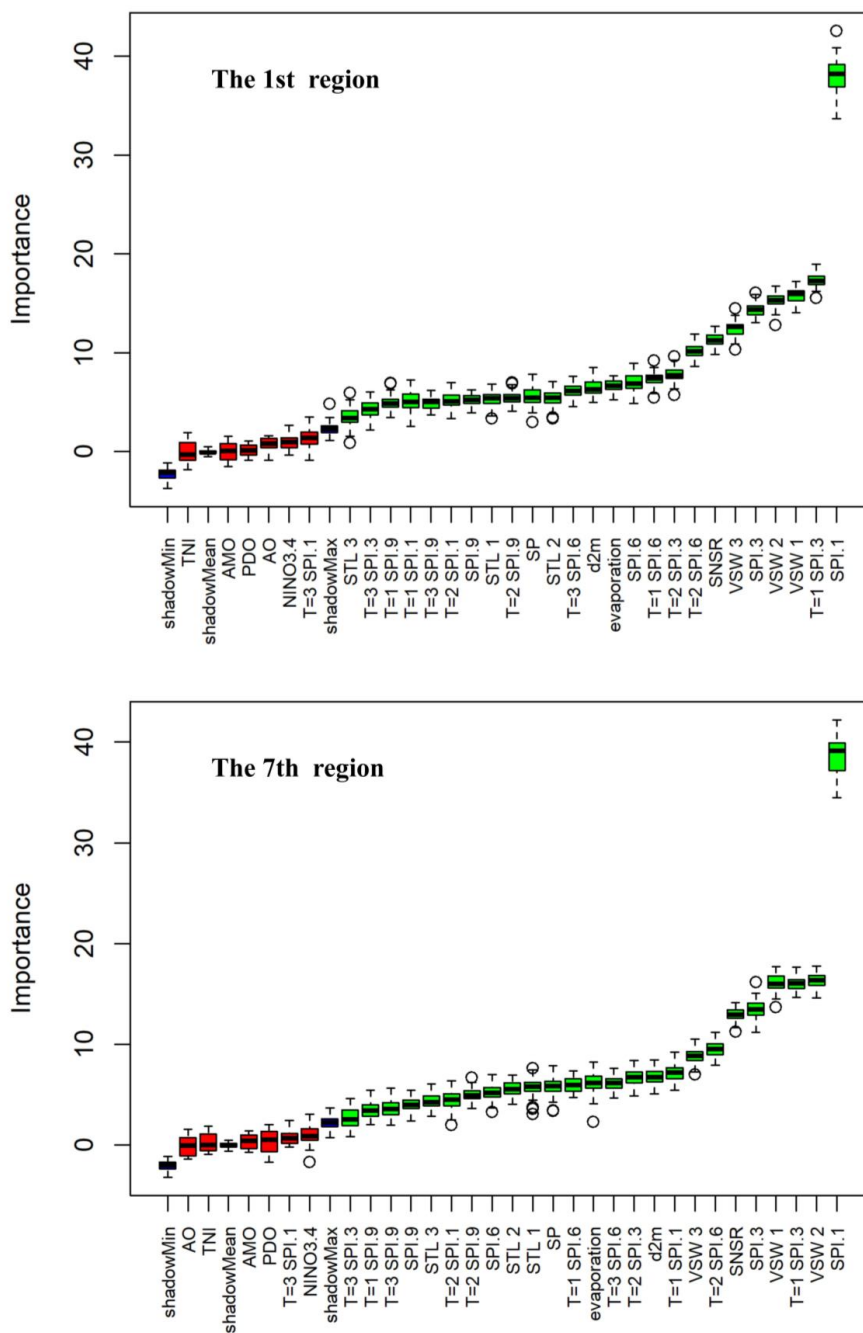 The 1st region
Importance
40
30
20
10
0
shadowMin
TNI
shadowMean
AMO
PDO
AO
NINO3.4
T=3 SPI.1
shadowMax
STL 3
T=3 SPI.3
T=1 SPI.9
T=1 SPI.1
T=3 SPI.9
T=2 SPI.1
SPI.9
STL 1
T=2 SPI.9
SP
STL 2
T=3 SPI.6
d2m
evaporation
SPI.6
T=1 SPI.6
T=2 SPI.3
T=2 SPI.6
SNSR
VSW 3
SPI.3
VSW 2
VSW 1
T=1 SPI.3
SPI.1
The 7th region
Importance
40
30
20
10
0
shadowMin
AO
TNI
shadowMean
AMO
PDO
T=3 SPI.1
NINO3.4
shadowMax
T=3 SPI.3
T=1 SPI.9
T=3 SPI.9
SPI.9
STL 3
T=2 SPI.1
T=2 SPI.9
SPI.6
STL 2
STL 1
SP
T=1 SPI.6
evaporation
T=3 SPI.6
T=2 SPI.3
d2m
T=1 SPI.1
VSW 3
T=2 SPI.6
SNSR
SPI.3
VSW 1
T=1 SPI.3
VSW 2
SPI.1